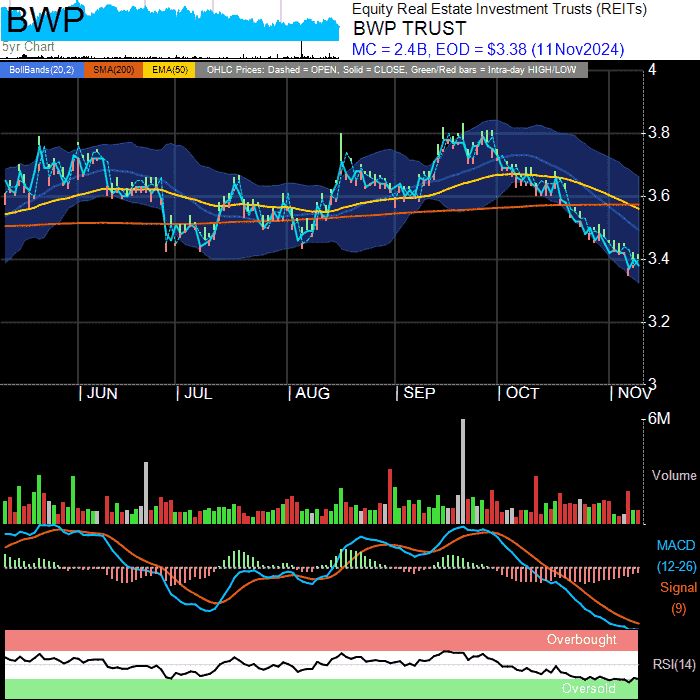 BWP
5yr Chart
Equity Real Estate Investment Trusts (REITs)
BWP TRUST
MC = 2.4B, EOD = $3.38 (11Nov2024)
BollBands(20,2) SMA(200) EMA(50) OHLC Prices: Dashed = OPEN, Solid = CLOSE, Green/Red bars = Intra-day HIGH/LOW
4
3.8
3.6
3.4
3.2
3
| JUN | JUL | AUG | SEP | OCT | NOV
6M
Volume
MACD
(12-26)
Signal
(9)
Overbought
RSI(14)
Oversold